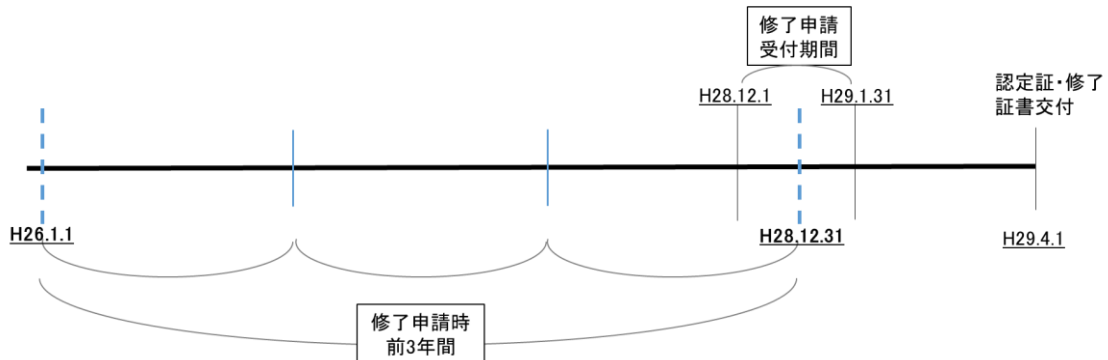 修了申請
受付期間
H28.12.1
H29.1.31
認定証・修了
証書交付
H26.1.1
H28.12.31
H29.4.1
修了申請時
前3年間